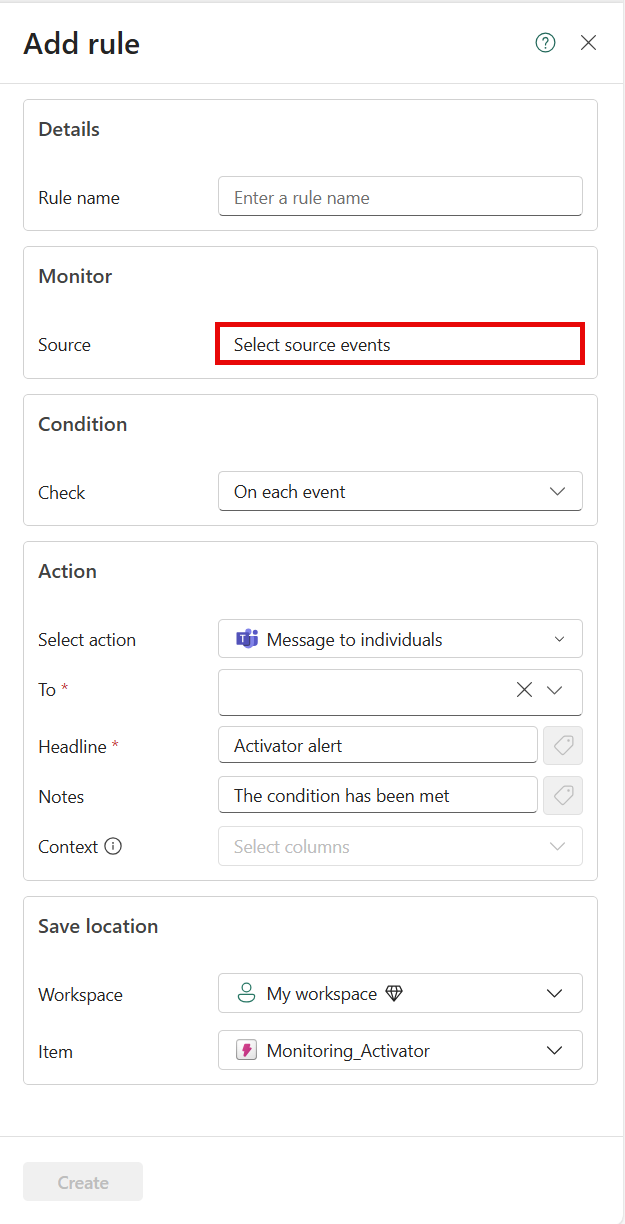 Add rule
Details
Rule name Enter a rule name
Monitor
Source Select source events
Condition
Check On each event
Action
Select action Message to individuals
To *
Headline * Activator alert
Notes The condition has been met
Context Select columns
Save location
Workspace My workspace
Item Monitoring_Activator
Create